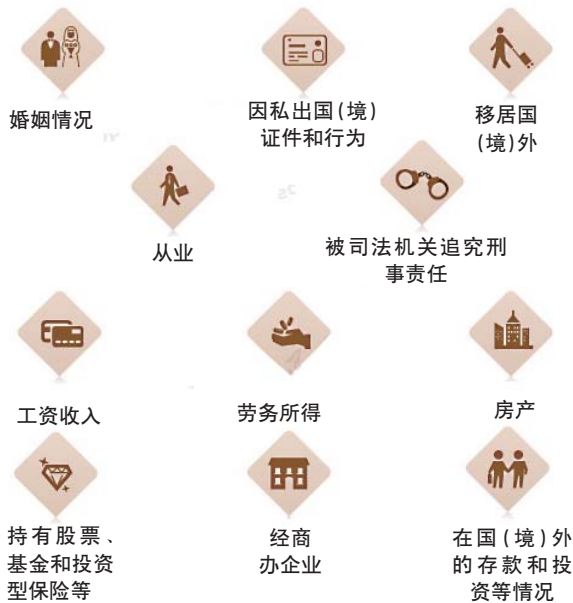 婚姻情况
因私出国(境)
证件和行为
移居国
(境)外
从业
被司法机关追究刑
事责任
工资收入
劳务所得
房产
持有股票、
基金和投资
型保险等
经商
办企业
在国(境)外
的存款和投
资等情况